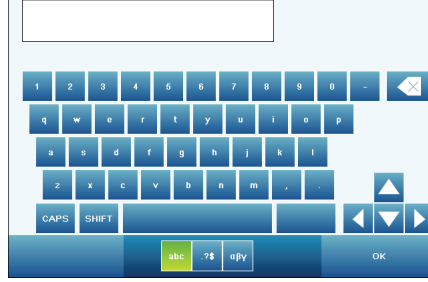 1 2 3 4 5 6 7 8 9 0 -
q w e r t y u i o p
a s d f g h j k l
z x c v b n m , .
CAPS SHIFT
abc .?$ αβγ OK